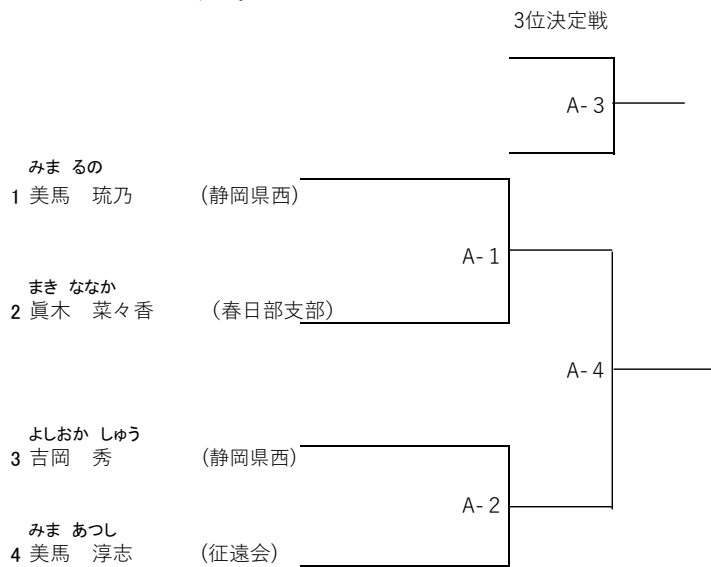 3位決定戦
A-3
みま るの
1 美馬　琉乃　(静岡県西)
A-1
まき ななか
2 眞木　菜々香　(春日部支部)
A-4
よしおか しゅう
3 吉岡　秀　(静岡県西)
A-2
みま あつし
4 美馬　淳志　(征遠会)